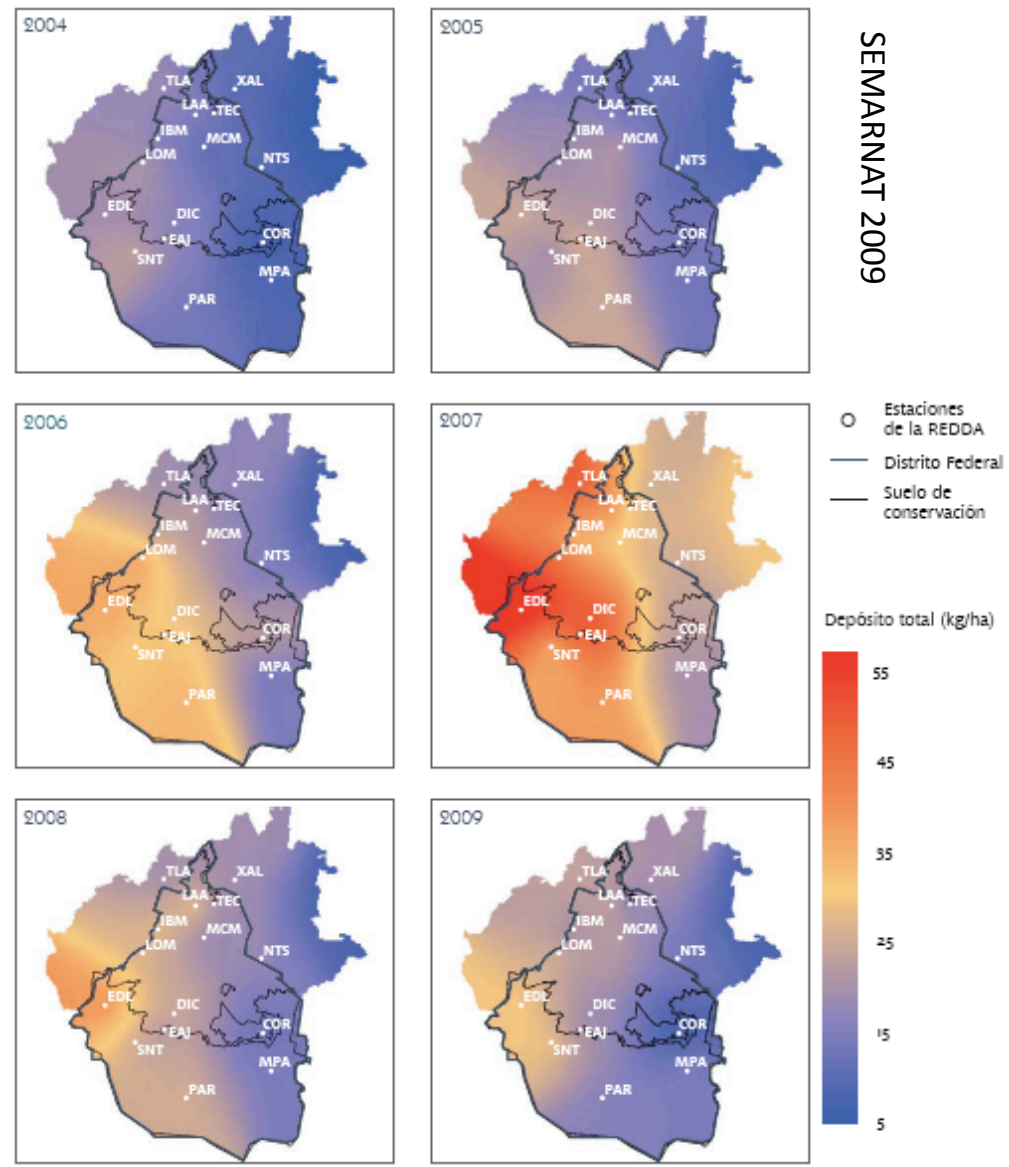 2004
TLA
XAL
LAA
TEC
IBM
MCM
LOM
NTS
EDL
DIC
EAJ
COR
SNT
MPA
PAR
2005
TLA
XAL
LAA
TEC
IBM
MCM
LOM
NTS
EDL
DIC
EAJ
COR
SNT
MPA
PAR
SEMARNAT 2009
2006
TLA
XAL
LAA
TEC
IBM
MCM
LOM
NTS
EDL
DIC
EAJ
COR
SNT
MPA
PAR
2007
TLA
XAL
LAA
TEC
IBM
MCM
LOM
NTS
EDL
DIC
EAJ
COR
SNT
MPA
PAR
Estaciones
de la REDDA
Distrito Federal
Suelo de
conservación
Depósito total (kg/ha)
55
45
35
25
15
5
2008
TLA
XAL
LAA
TEC
IBM
MCM
LOM
NTS
EDL
DIC
EAJ
COR
SNT
MPA
PAR
2009
TLA
XAL
LAA
TEC
IBM
MCM
LOM
NTS
EDL
DIC
EAJ
COR
SNT
MPA
PAR